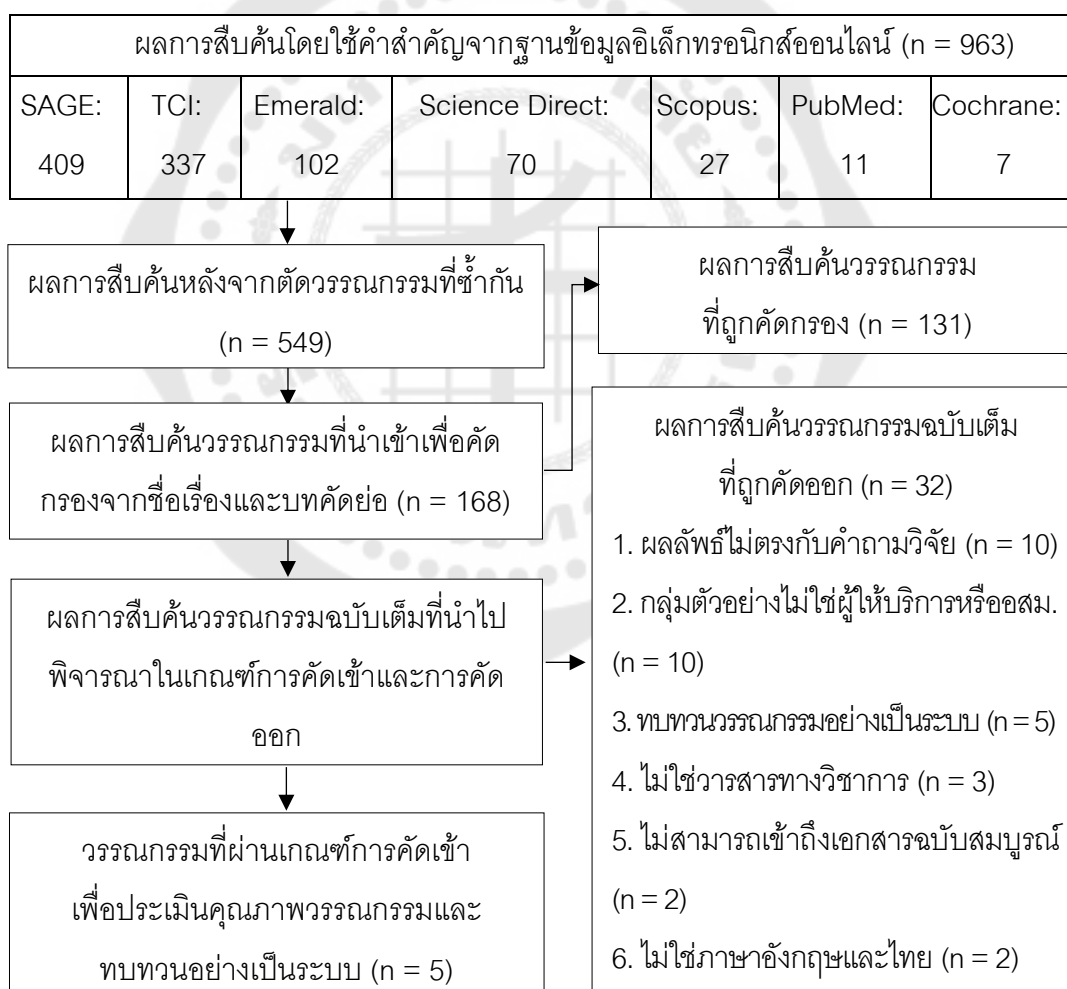 ผลการสืบค้นโดยใช้คำสำคัญจากฐานข้อมูลอิเล็กทรอนิกส์ออนไลน์ (n = 963)
SAGE: TCI: Emerald: Science Direct: Scopus: PubMed: Cochrane:
409 337 102 70 27 11 7
ผลการสืบค้นหลังจากตัดวรรณกรรมที่ซ้ำกัน
(n = 549)
ผลการสืบค้นวรรณกรรม
ที่ถูกคัดกรอง (n = 131)
ผลการสืบค้นวรรณกรรมที่นำเข้าเพื่อคัด
กรองจากชื่อเรื่องและบทคัดย่อ (n = 168)
ผลการสืบค้นวรรณกรรมฉบับเต็มที่นำไป
พิจารณาในเกณฑ์การคัดเข้าและการคัด
ออก
ผลการสืบค้นวรรณกรรมฉบับเต็ม
ที่ถูกคัดออก (n = 32)
1. ผลลัพธ์ไม่ตรงกับคำถามวิจัย (n = 10)
2. กลุ่มตัวอย่างไม่ใช่ผู้ให้บริการหรืออสม.
(n = 10)
3. ทบทวนวรรณกรรมอย่างเป็นระบบ (n = 5)
4. ไม่ใช่วารสารทางวิชาการ (n = 3)
5. ไม่สามารถเข้าถึงเอกสารฉบับสมบูรณ์
(n = 2)
6. ไม่ใช่ภาษาอังกฤษและไทย (n = 2)
วรรณกรรมที่ผ่านเกณฑ์การคัดเข้า
เพื่อประเมินคุณภาพวรรณกรรมและ
ทบทวนอย่างเป็นระบบ (n = 5)